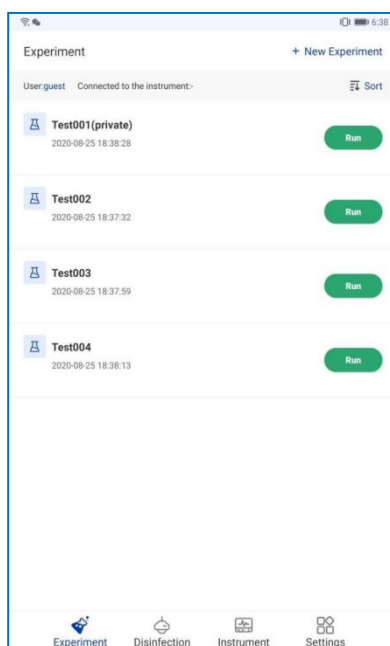 6:38
Experiment + New Experiment
User:guest Connected to the instrument:- Sort
Test001(private)
2020-08-25 18:38:28
Run
Test002
2020-08-25 18:37:32
Run
Test003
2020-08-25 18:37:59
Run
Test004
2020-08-25 18:38:13
Run
Experiment Disinfection Instrument Settings